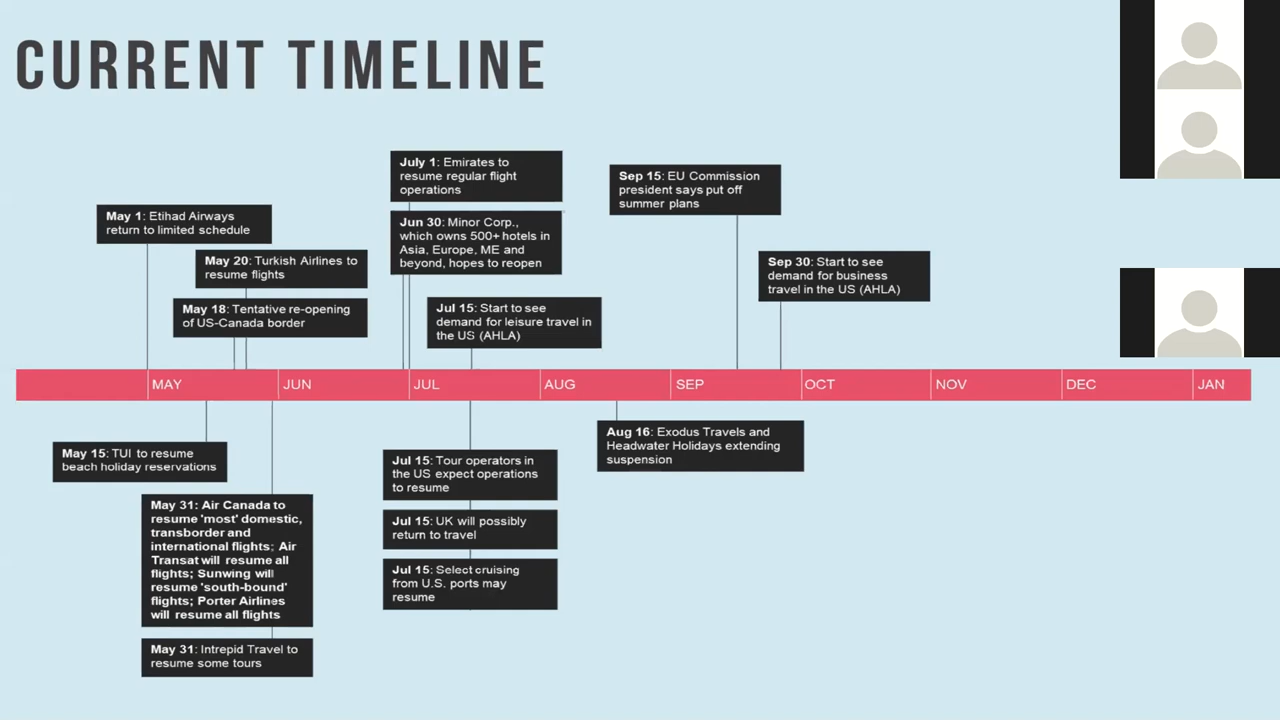 CURRENT TIMELINE
July 1: Emirates to
resume regular flight
operations
Sep 15: EU Commission
president says put off
summer plans
May 1: Etihad Airways
return to limited schedule
Jun 30: Minor Corp.,
which owns 500+ hotels in
Asia, Europe, ME and
beyond, hopes to reopen
May 20: Turkish Airlines to
resume flights
Sep 30: Start to see
demand for business
travel in the US (AHLA)
May 18: Tentative re-opening
of US-Canada border
Jul 15: Start to see
demand for leisure travel in
the US (AHLA)
MAY JUN JUL AUG SEP OCT NOV DEC JAN
May 15: TUI to resume
beach holiday reservations
Aug 16: Exodus Travels and
Headwater Holidays extending
suspension
Jul 15: Tour operators in
the US expect operations
to resume
May 31: Air Canada to
resume 'most' domestic,
transborder and
international flights; Air
Transat will resume all
flights; Sunwing will
resume 'south-bound'
flights; Porter Airlines
will resume all flights
Jul 15: UK will possibly
return to travel
Jul 15: Select cruising
from U.S. ports may
resume
May 31: Intrepid Travel to
resume some tours